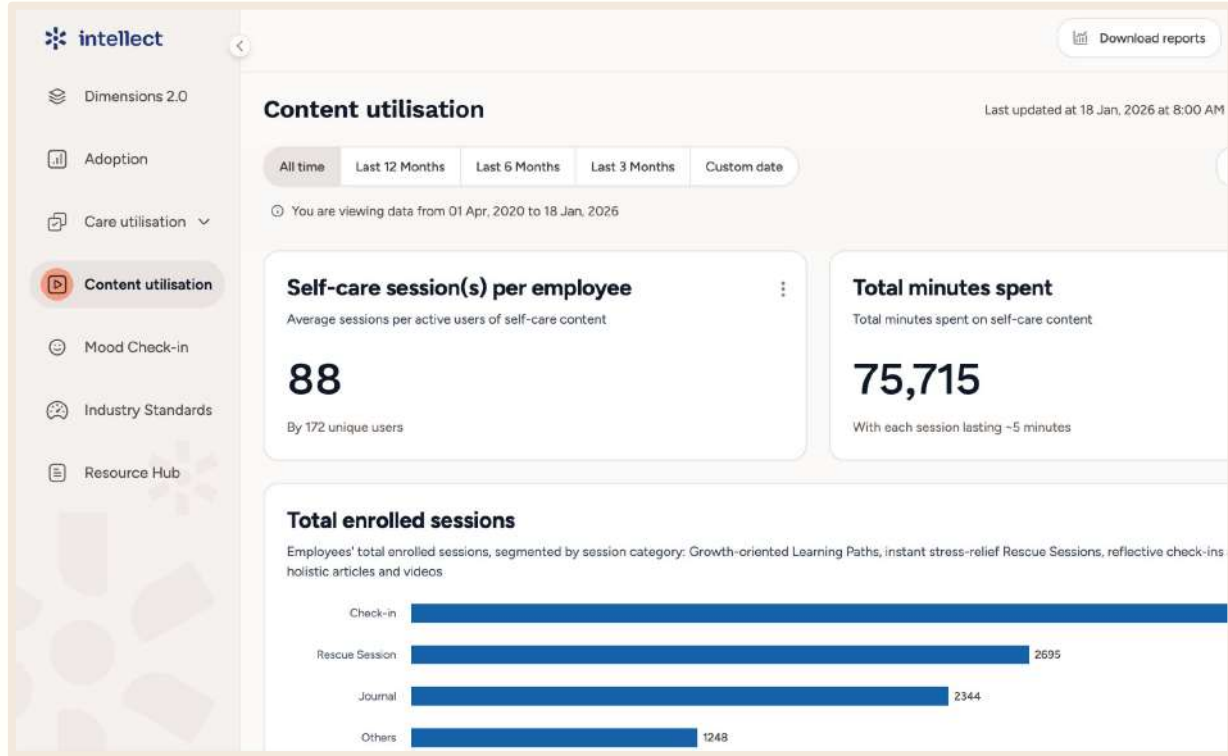 intellect
Download reports
Dimensions 2.0
Content utilisation
Last updated at 18 Jan, 2026 at 8:00 AM
Adoption
All time
Last 12 Months
Last 6 Months
Last 3 Months
Custom date
Care utilisation
You are viewing data from 01 Apr, 2020 to 18 Jan, 2026
Content utilisation
Mood Check-in
Industry Standards
Resource Hub
Self-care session(s) per employee
Average sessions per active users of self-care content
88
By 172 unique users
Total minutes spent
Total minutes spent on self-care content
75,715
With each session lasting ~5 minutes
Total enrolled sessions
Employees' total enrolled sessions, segmented by session category: Growth-oriented Learning Paths, instant stress-relief Rescue Sessions, reflective check-ins
holistic articles and videos
Check-in
Rescue Session 2695
Journal 2344
Others 1248